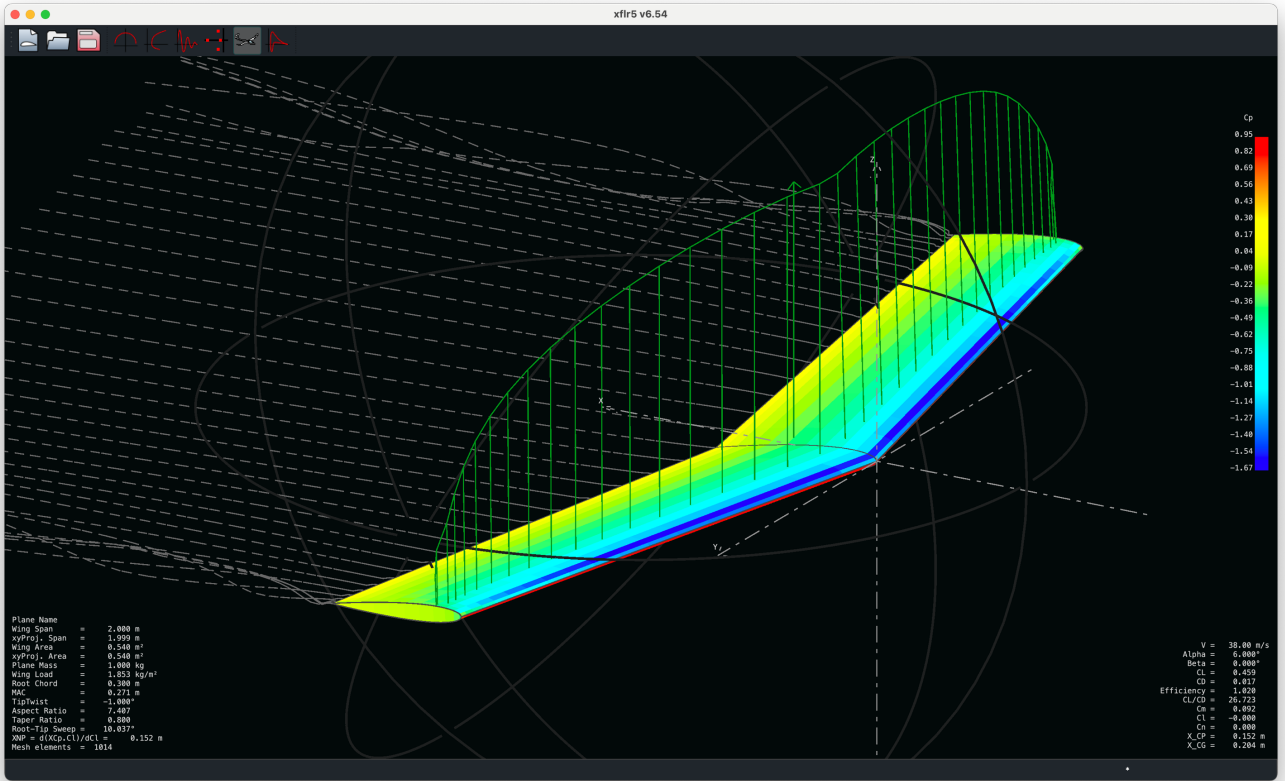 xflr5 v6.54
Cp
0.95
0.82
0.69
0.56
0.43
0.30
0.17
0.04
-0.09
-0.22
-0.36
-0.49
-0.62
-0.75
-0.88
-1.01
-1.14
-1.27
-1.40
-1.54
-1.67
Z
X
Y
Plane Name
Wing Span = 2.000 m
xyProj. Span = 1.999 m
Wing Area = 0.540 m²
xyProj. Area = 0.540 m²
Plane Mass = 1.000 kg
Wing Load = 1.853 kg/m²
Root Chord = 0.300 m
MAC = 0.271 m
TipTwist = -1.000°
Aspect Ratio = 7.407
Taper Ratio = 0.800
Root-Tip Sweep = 10.037°
XNP = d(XCp.Cl)/dCl = 0.152 m
Mesh elements = 1014
V = 38.00 m/s
Alpha = 6.000°
Beta = 0.000°
CL = 0.459
CD = 0.017
Efficiency = 1.020
CL/CD = 26.723
Cm = 0.092
Cl = -0.000
Cn = 0.000
X_CP = 0.152 m
X_CG = 0.204 m